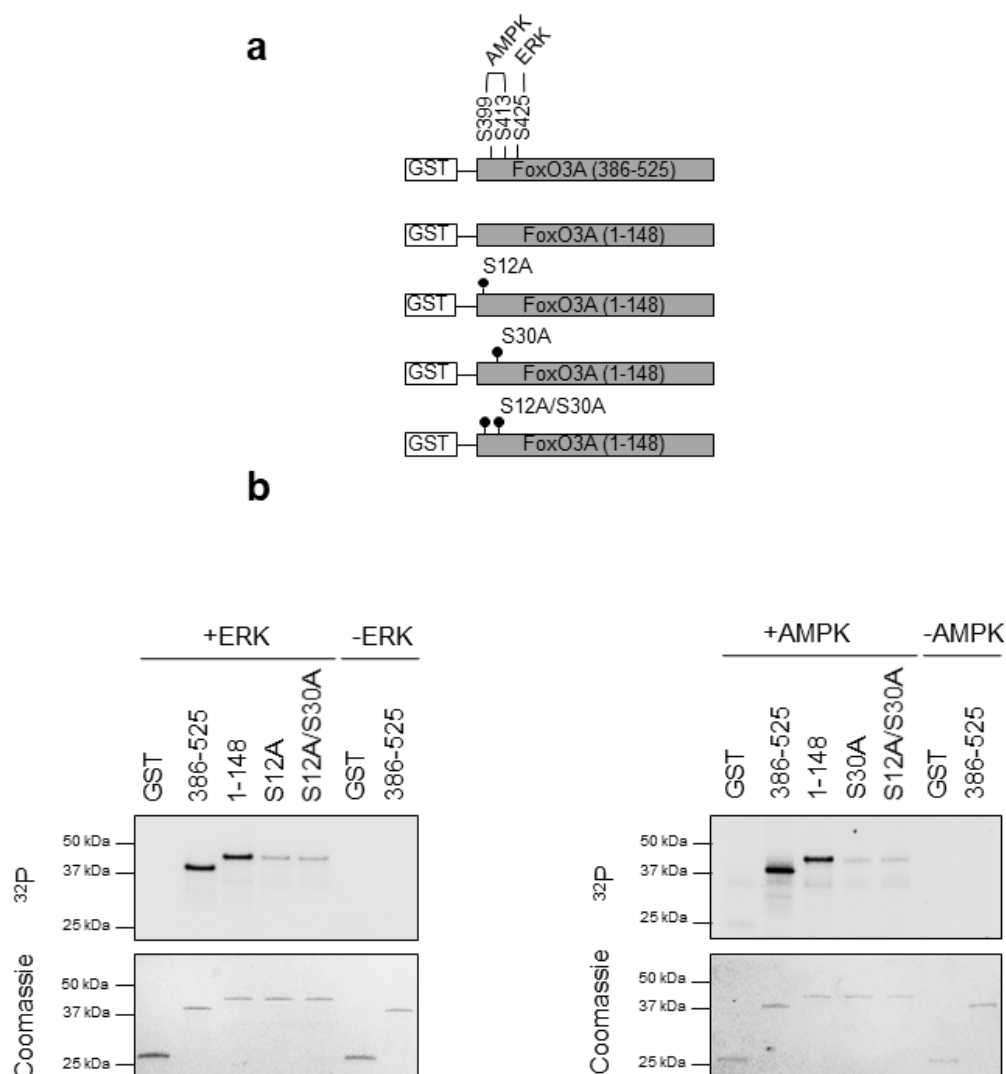 a
AMPK
ERK
S399
S413
S425
GST
FoxO3A (386-525)
GST
FoxO3A (1-148)
S12A
GST
FoxO3A (1-148)
S30A
GST
FoxO3A (1-148)
S12A/S30A
GST
FoxO3A (1-148)
b
+ERK
-ERK
GST
386-525
1-148
S12A
S12A/S30A
GST
386-525
50 kDa
37 kDa
25 kDa
32P
50 kDa
37 kDa
25 kDa
Coomassie
+AMPK
-AMPK
GST
386-525
1-148
S30A
S12A/S30A
GST
386-525
50 kDa
37 kDa
25 kDa
32P
50 kDa
37 kDa
25 kDa
Coomassie